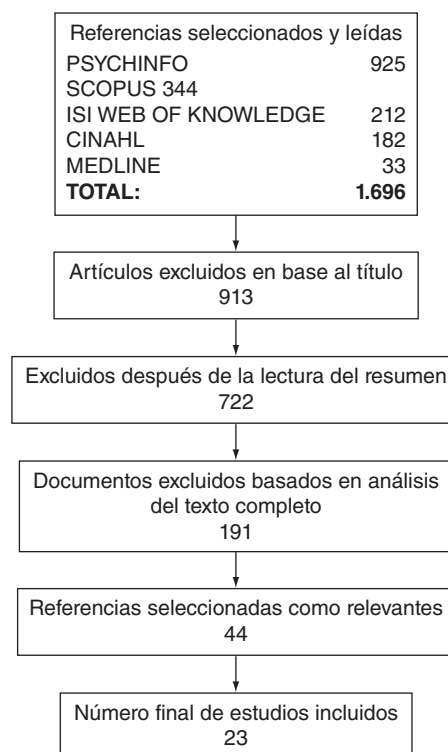 Referencias seleccionados y leídas
PSYCHINFO 925
SCOPUS 344
ISI WEB OF KNOWLEDGE 212
CINAHL 182
MEDLINE 33
TOTAL: 1.696
Artículos excluidos en base al título
913
Excluidos después de la lectura del resumen
722
Documentos excluidos basados en análisis
del texto completo
191
Referencias seleccionadas como relevantes
44
Número final de estudios incluidos
23